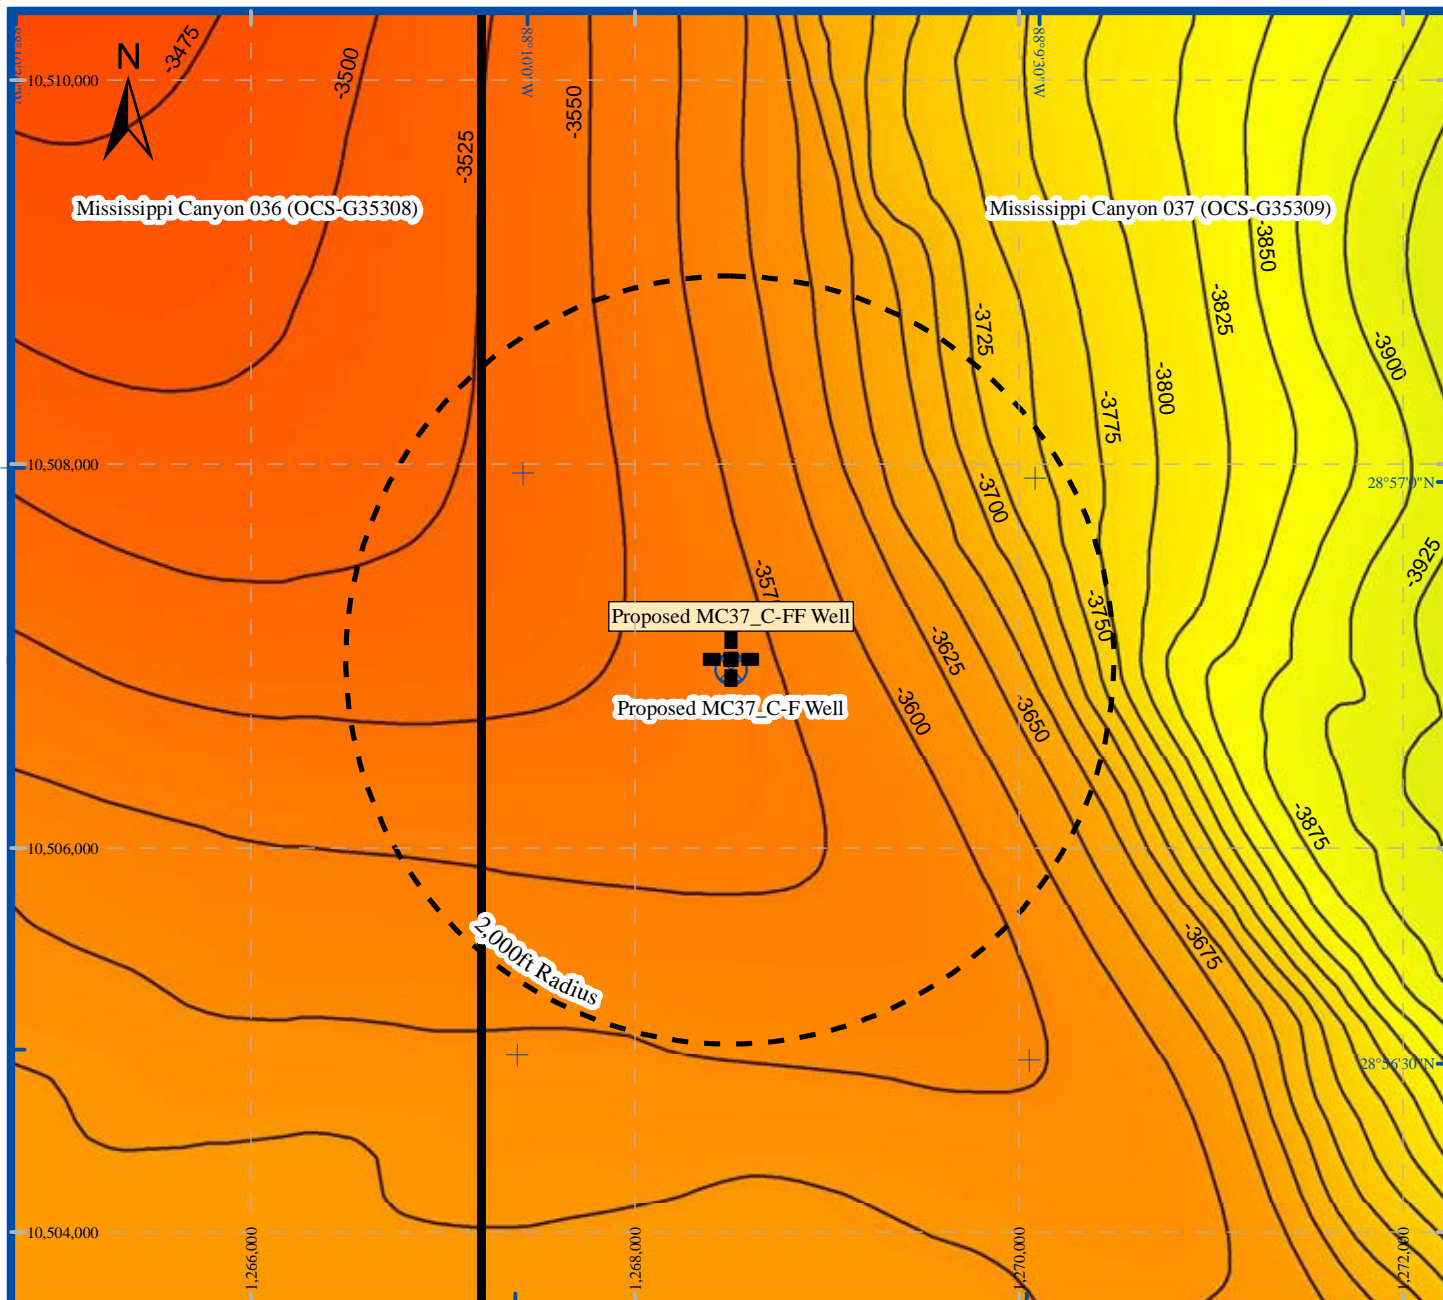 88°10'0"W
88°9'30"W
N
10,510,000
-3475
-3500
-3525
-3550
Mississippi Canyon 036 (OCS-G35308)
Mississippi Canyon 037 (OCS-G35309)
-3850
-3825
-3725
-3900
-3800
-3775
10,508,000
28°57'0"N
-3700
-3925
-357
-3750
Proposed MC37_C-FF Well
-3625
Proposed MC37_C-F Well
-3600
-3650
-3875
10,506,000
2,000ft Radius
-3675
28°56'30"N
10,504,000
1,266,000
1,268,000
1,270,000
1,272,000